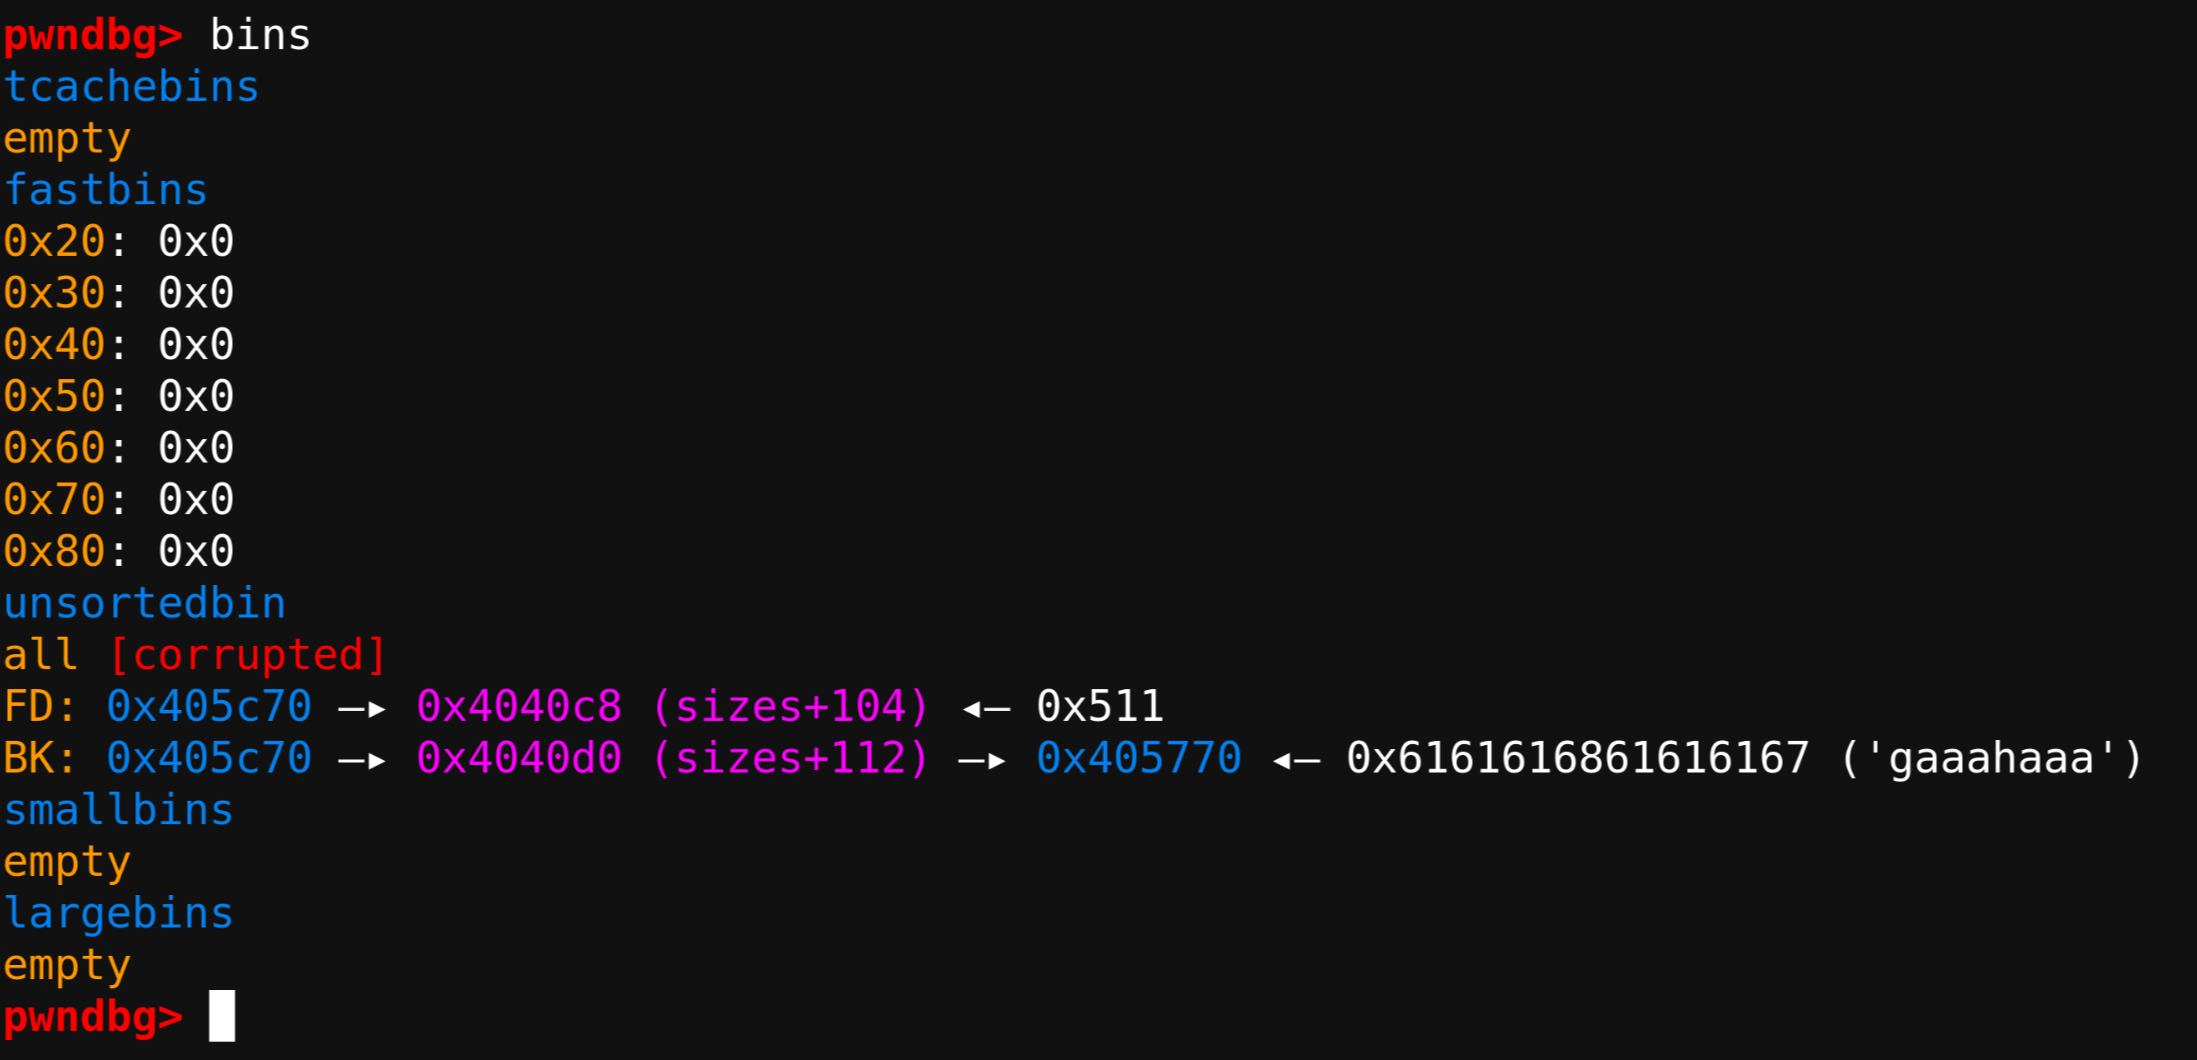 pwndbg> bins
tcachebins
empty
fastbins
0x20: 0x0
0x30: 0x0
0x40: 0x0
0x50: 0x0
0x60: 0x0
0x70: 0x0
0x80: 0x0
unsortedbin
all [corrupted]
FD: 0x405c70 —▸ 0x4040c8 (sizes+104) ◂— 0x511
BK: 0x405c70 —▸ 0x4040d0 (sizes+112) —▸ 0x405770 ◂— 0x6161616861616167 ('gaaahaaa')
smallbins
empty
largebins
empty
pwndbg>